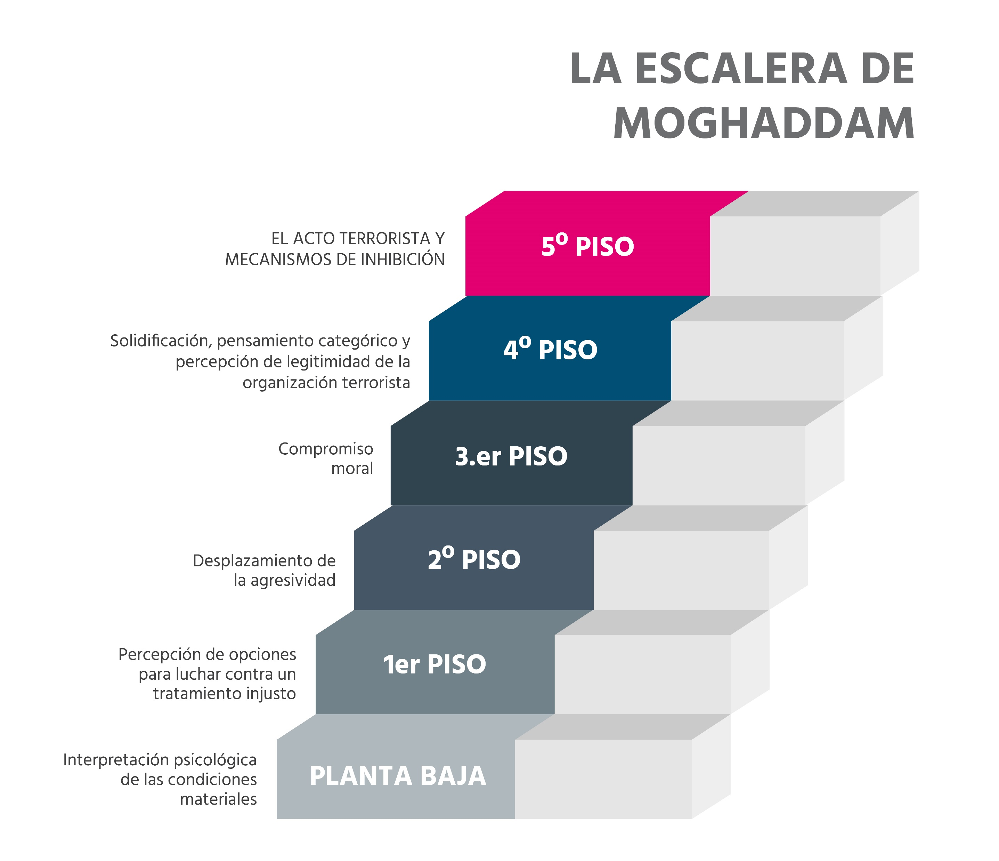 LA ESCALERA DE
MOGHADDAM
EL ACTO TERRORISTA Y
MECANISMOS DE INHIBICIÓN
5º PISO
Solidificación, pensamiento categórico y
percepción de legitimidad de la
organización terrorista
4º PISO
Compromiso
moral
3.er PISO
Desplazamiento de
la agresividad
2º PISO
Percepción de opciones
para luchar contra un
tratamiento injusto
1er PISO
Interpretación psicológica
de las condiciones
materiales
PLANTA BAJA